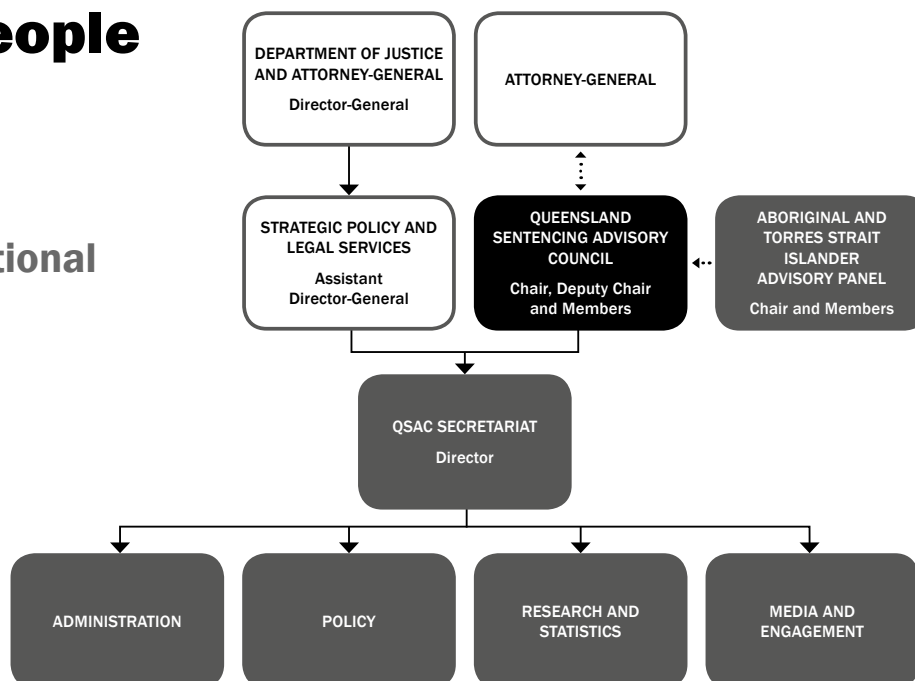 eople
tional
DEPARTMENT OF JUSTICE
AND ATTORNEY-GENERAL
Director-General
ATTORNEY-GENERAL
STRATEGIC POLICY AND
LEGAL SERVICES
Assistant
Director-General
QUEENSLAND
SENTENCING ADVISORY
COUNCIL
Chair, Deputy Chair
and Members
ABORIGINAL AND
TORRES STRAIT
ISLANDER
ADVISORY PANEL
Chair and Members
QSAC SECRETARIAT
Director
ADMINISTRATION
POLICY
RESEARCH AND
STATISTICS
MEDIA AND
ENGAGEMENT